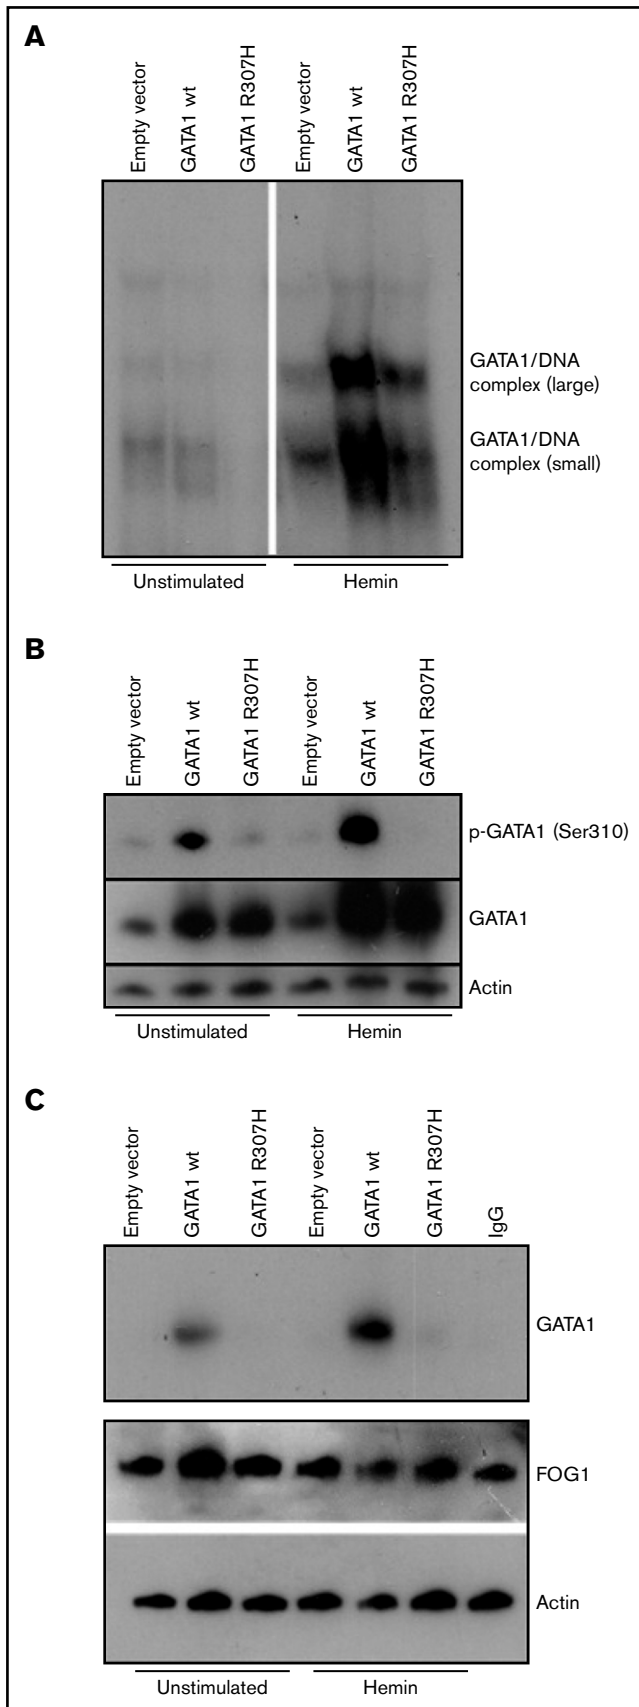 A
Empty vector
GATA1 wt
GATA1 R307H
Empty vector
GATA1 wt
GATA1 R307H
GATA1/DNA
complex (large)
GATA1/DNA
complex (small)
Unstimulated
Hemin
B
Empty vector
GATA1 wt
GATA1 R307H
Empty vector
GATA1 wt
GATA1 R307H
p-GATA1 (Ser310)
GATA1
Actin
Unstimulated
Hemin
C
Empty vector
GATA1 wt
GATA1 R307H
Empty vector
GATA1 wt
GATA1 R307H
IgG
GATA1
FOG1
Actin
Unstimulated
Hemin